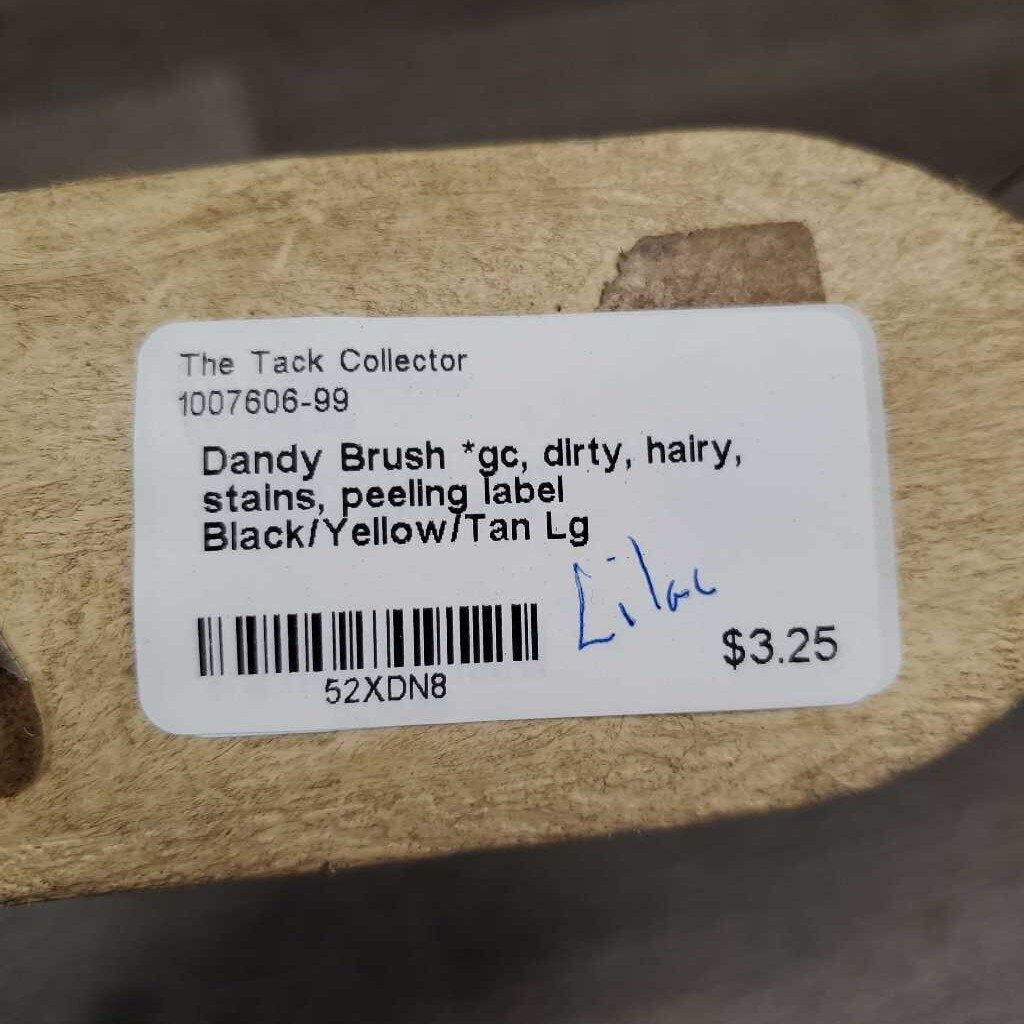 The Tack Collector
1007606-99
Dandy Brush *gc, dirty, hairy,
stains, peeling label
Black/Yellow/Tan Lg
Lilac
$3.25
52XDN8